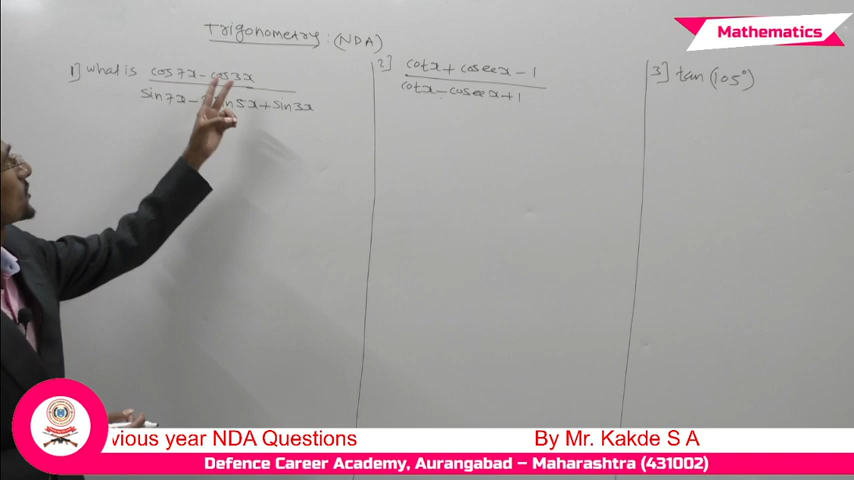 Mathematics
Trigonometry : (NDA)
1] what is cos7x - cos3x
sin7x - sin5x + sin3x
2] cotx + cosecx - 1
cotx - cosecx + 1
3] tan (105°)
vious year NDA Questions By Mr. Kakde S A
Defence Career Academy, Aurangabad – Maharashtra (431002)